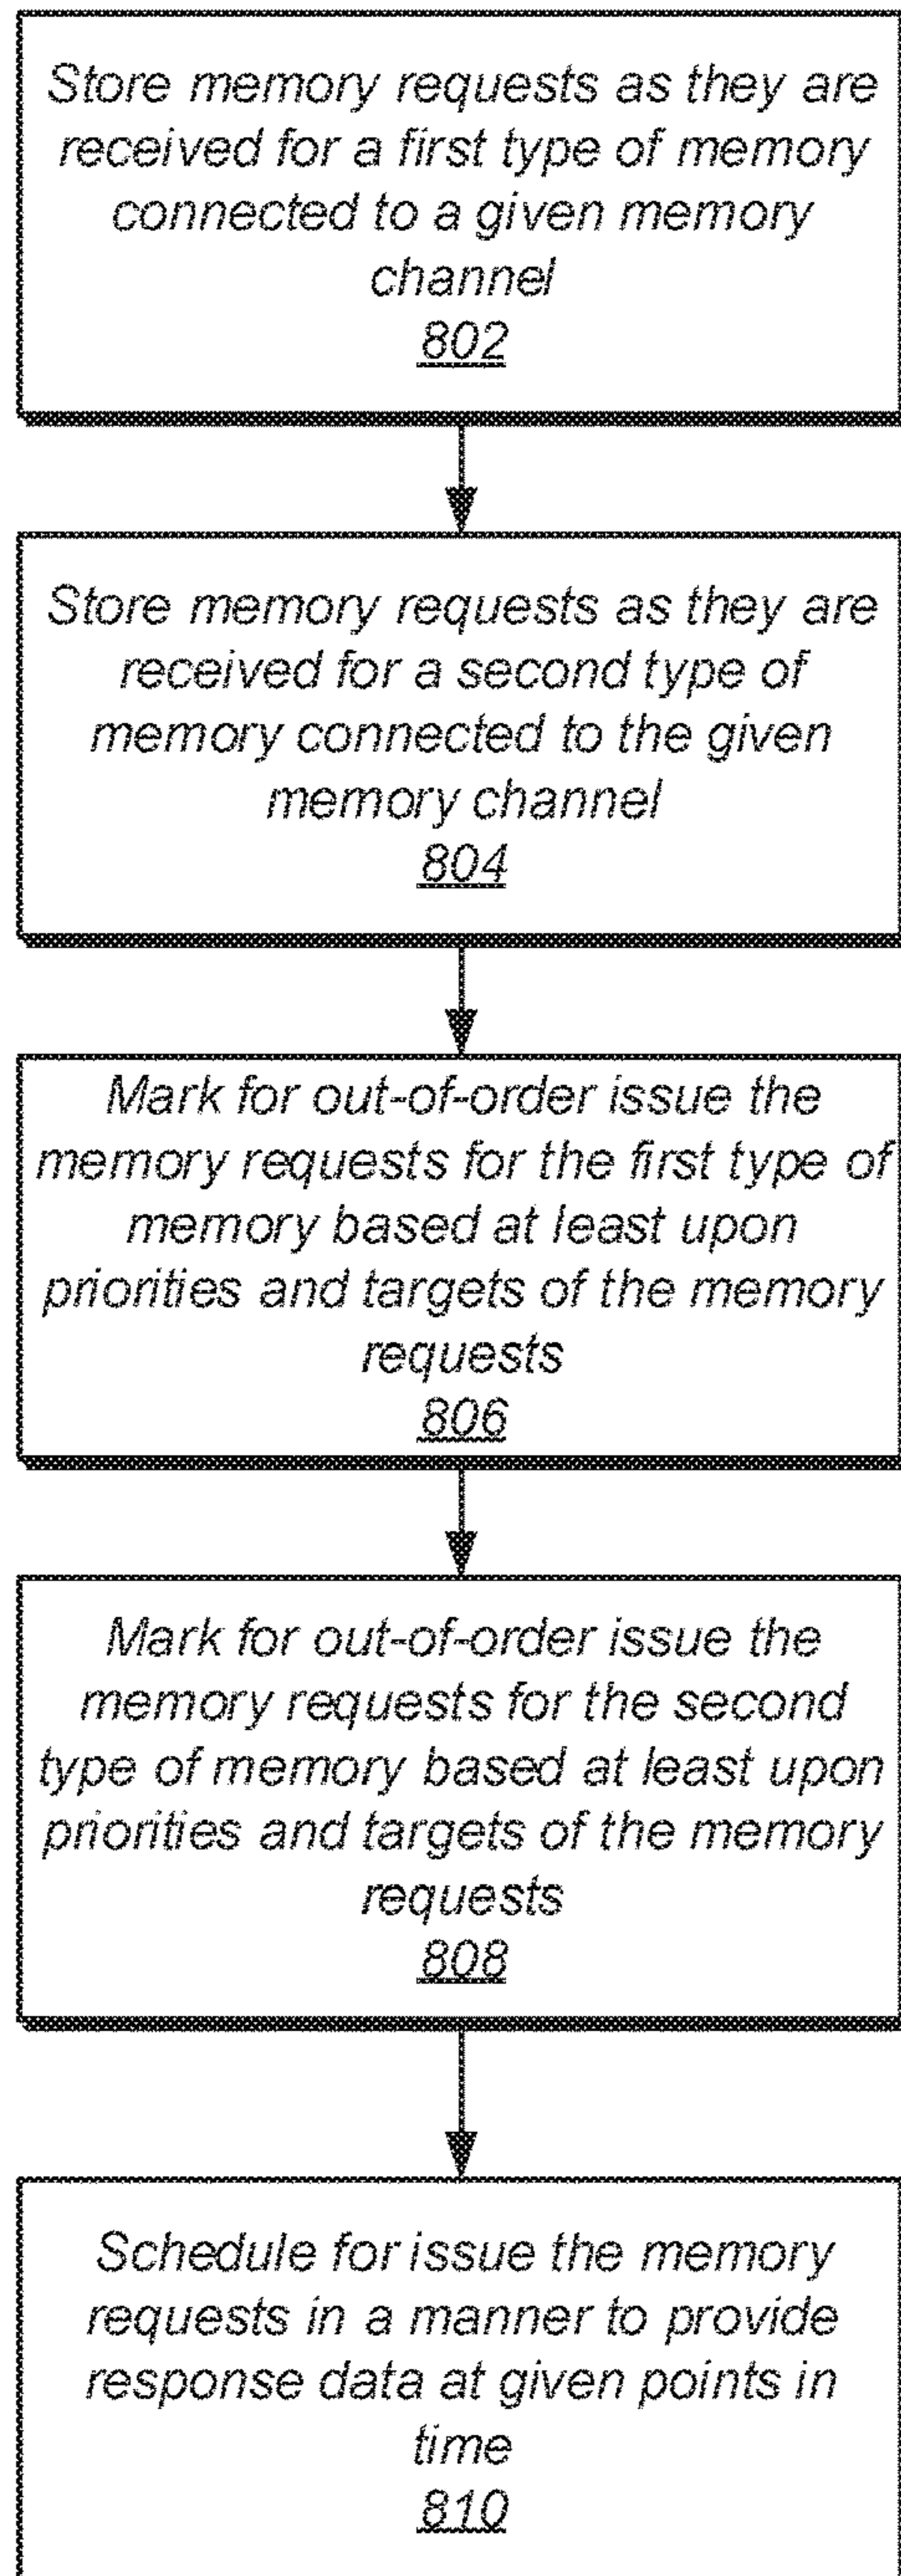 Store memory requests as they are
received for a first type of memory
connected to a given memory
channel
802
Store memory requests as they are
received for a second type of
memory connected to the given
memory channel
804
Mark for out-of-order issue the
memory requests for the first type of
memory based at least upon
priorities and targets of the memory
requests
806
Mark for out-of-order issue the
memory requests for the second
type of memory based at least upon
priorities and targets of the memory
requests
808
Schedule for issue the memory
requests in a manner to provide
response data at given points in
time
810